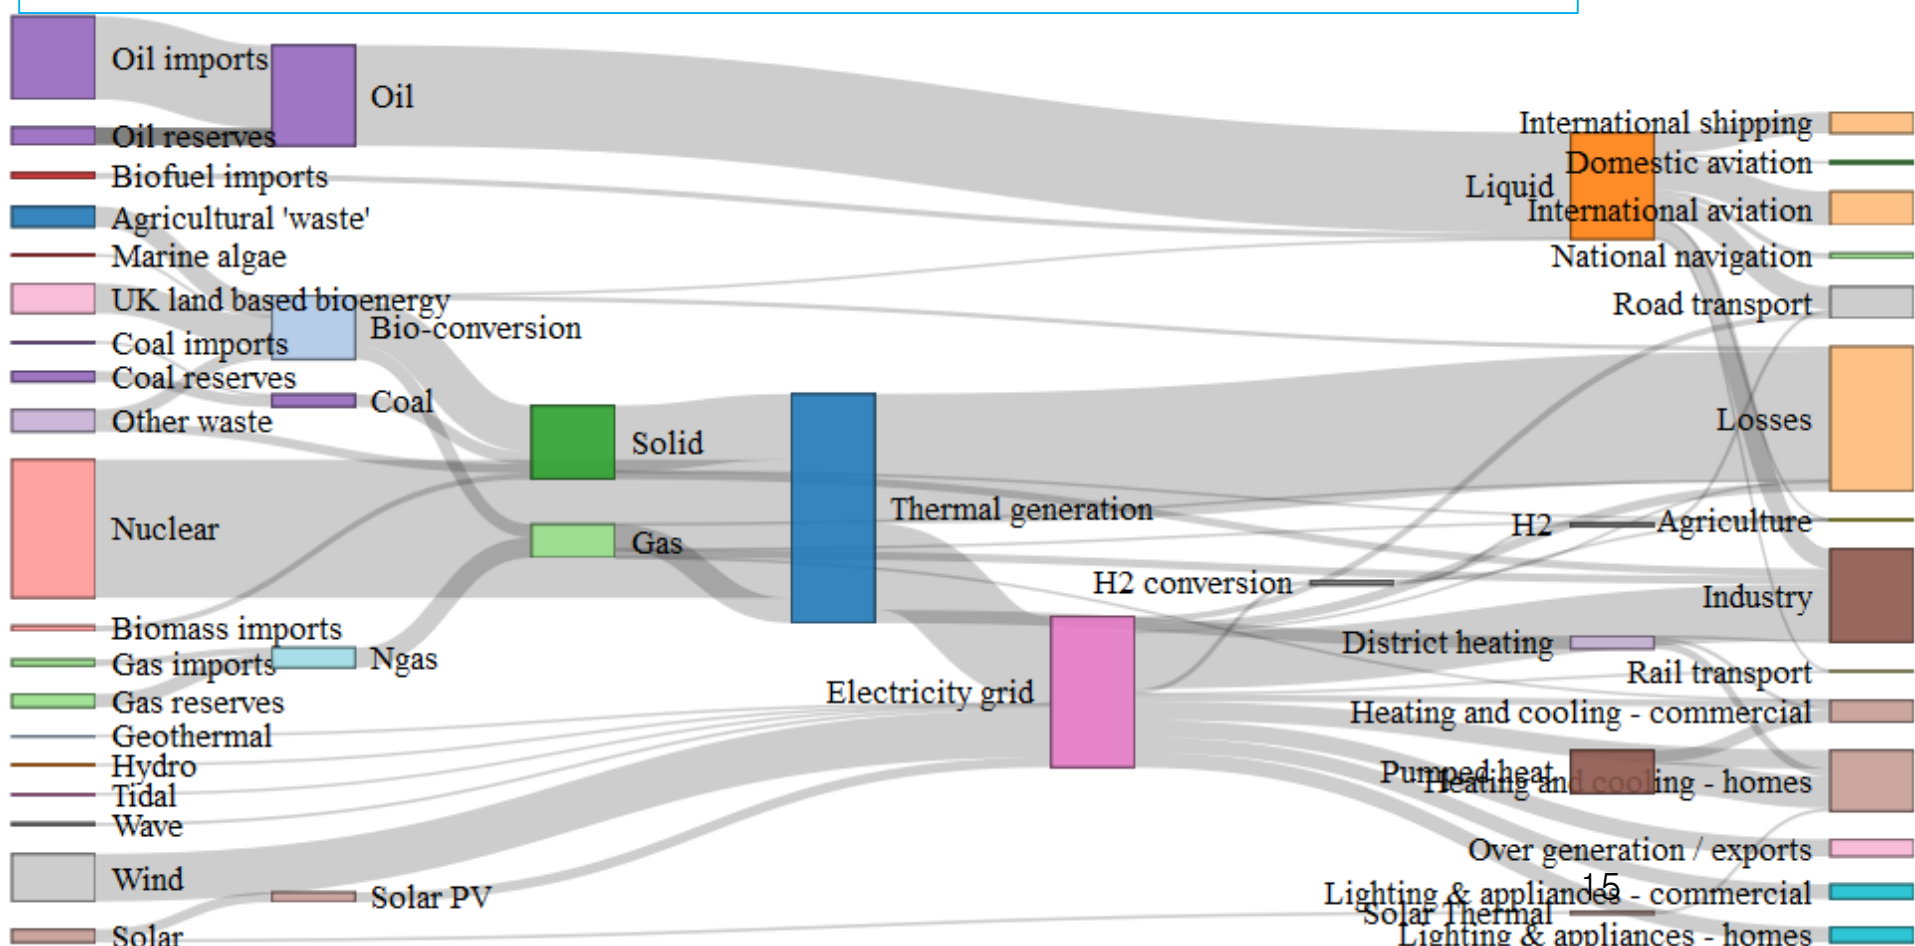 Oil imports
Oil
Oil reserves
Biofuel imports
Agricultural 'waste'
Marine algae
UK land based bioenergy
Bio-conversion
Coal imports
Coal reserves
Coal
Other waste
Solid
Nuclear
Gas
Thermal generation
Biomass imports
Gas imports
Ngas
Gas reserves
Electricity grid
Geothermal
Hydro
Tidal
Wave
Wind
Solar PV
Solar
International shipping
Domestic aviation
Liquid
International aviation
National navigation
Road transport
Losses
H2
Agriculture
H2 conversion
Industry
District heating
Rail transport
Heating and cooling - commercial
Pumped heat
Heating and cooling - homes
Over generation / exports
15
Lighting & appliances - commercial
Solar Thermal
Lighting & appliances - homes